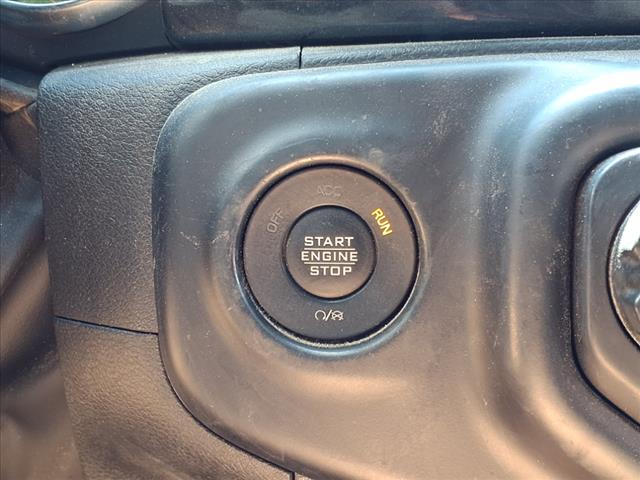 OFF
ACC
RUN
START
ENGINE
STOP